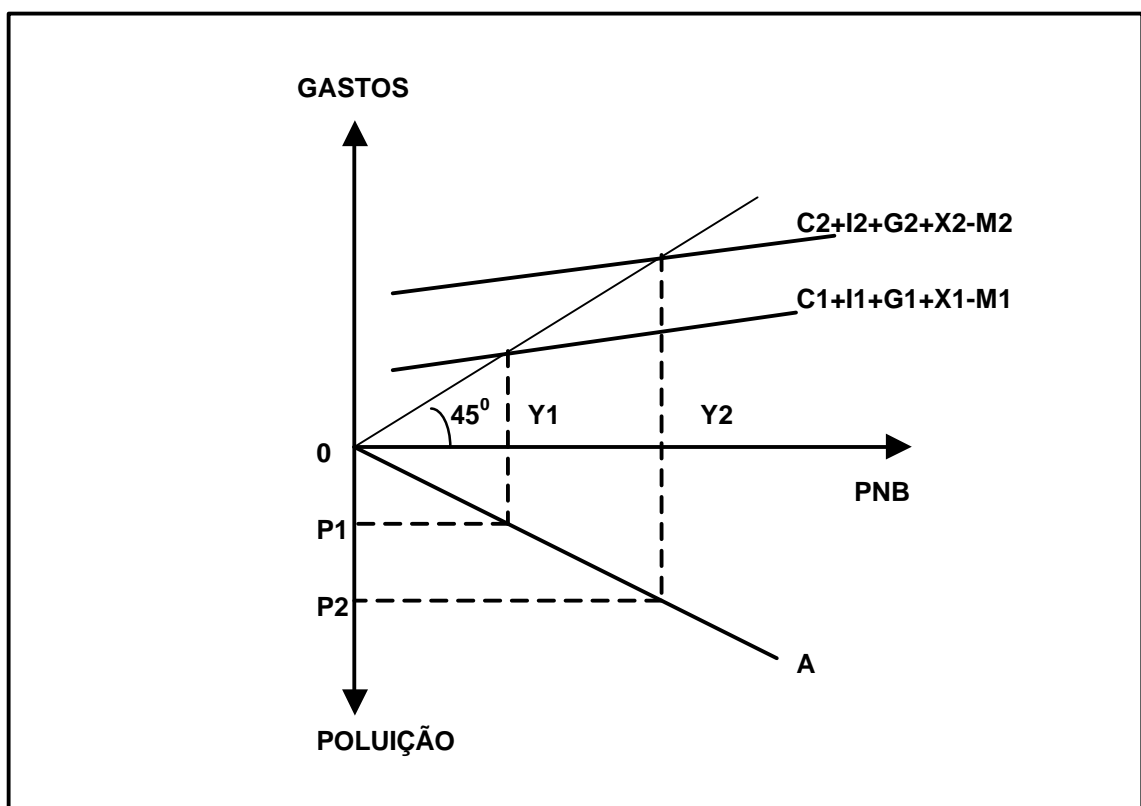 GASTOS
C2+I2+G2+X2-M2
C1+I1+G1+X1-M1
45⁰
Y1
Y2
0
PNB
P1
P2
A
POLUIÇÃO